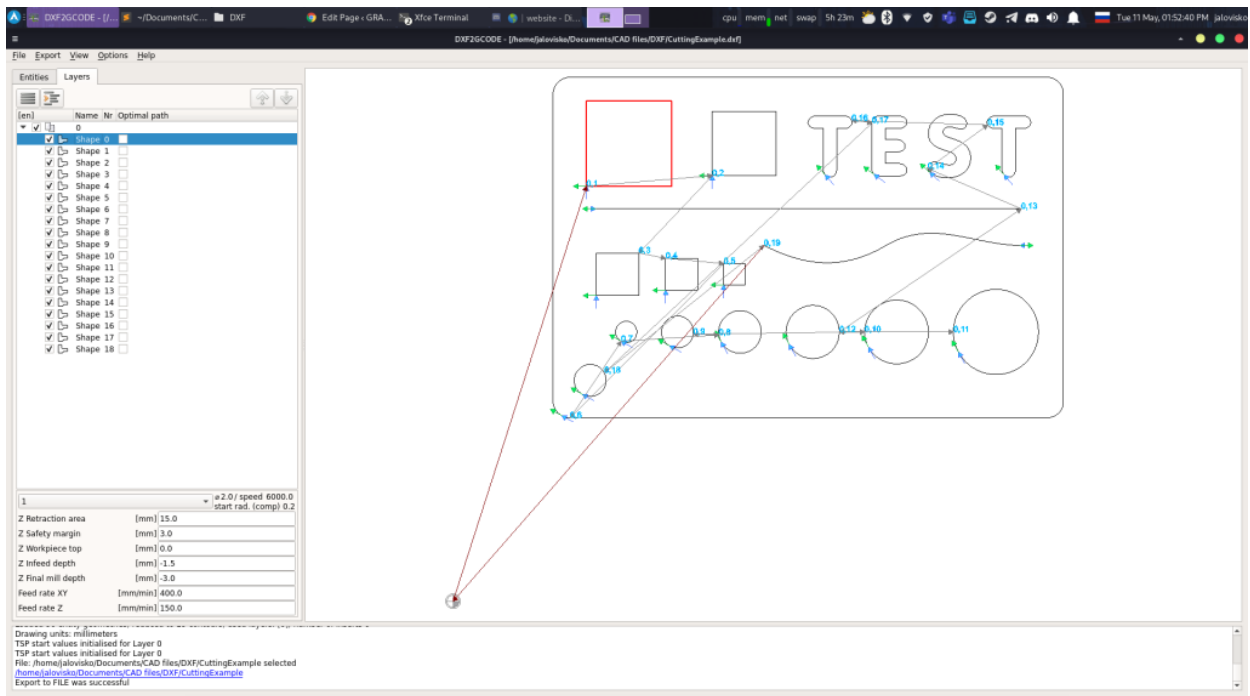 DXF2GCODE - [/... ~/Documents/C... DXF Edit Page ‹ GRA... Xfce Terminal website - Di... cpu mem net swap 5h 23m Tue 11 May, 01:52:40 PM jalovisko
DXF2GCODE - [/home/jalovisko/Documents/CAD files/DXF/CuttingExample.dxf]
File Export View Options Help
Entities Layers
[en] Name Nr Optimal path
0
Shape 0
Shape 1
Shape 2
Shape 3
Shape 4
Shape 5
Shape 6
Shape 7
Shape 8
Shape 9
Shape 10
Shape 11
Shape 12
Shape 13
Shape 14
Shape 15
Shape 16
Shape 17
Shape 18
1
⌀2.0 / speed 6000.0
start rad. (comp) 0.2
Z Retraction area [mm] 15.0
Z Safety margin [mm] 3.0
Z Workpiece top [mm] 0.0
Z Infeed depth [mm] -1.5
Z Final mill depth [mm] -3.0
Feed rate XY [mm/min] 400.0
Feed rate Z [mm/min] 150.0
TEST
0,16 0,17 0,15
0,14
0,1 0,2
0,13
0,3 0,4 0,5 0,19
0,7 0,9 0,8 0,12 0,10 0,11
0,18
0,6
Drawing units: millimeters
TSP start values initialised for Layer 0
TSP start values initialised for Layer 0
File: /home/jalovisko/Documents/CAD files/DXF/CuttingExample selected
/home/jalovisko/Documents/CAD files/DXF/CuttingExample
Export to FILE was successful